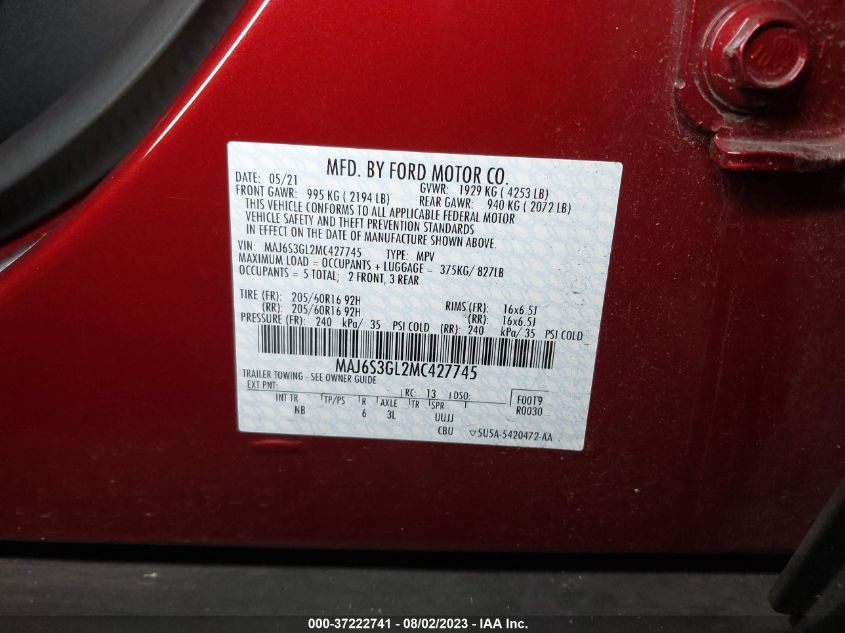 MFD. BY FORD MOTOR CO.
DATE: 05/21 GVWR: 1929 KG ( 4253 LB)
FRONT GAWR: 995 KG ( 2194 LB) REAR GAWR: 940 KG ( 2072 LB)
THIS VEHICLE CONFORMS TO ALL APPLICABLE FEDERAL MOTOR
VEHICLE SAFETY AND THEFT PREVENTION STANDARDS
IN EFFECT ON THE DATE OF MANUFACTURE SHOWN ABOVE.
VIN: MAJ6S3GL2MC427745 TYPE: MPV
MAXIMUM LOAD = OCCUPANTS + LUGGAGE = 375KG/ 827LB
OCCUPANTS = 5 TOTAL; 2 FRONT, 3 REAR
TIRE (FR): 205/60R16 92H RIMS (FR): 16x6.5J
(RR): 205/60R16 92H (RR): 16x6.5J
PRESSURE (FR): 240 kPa/ 35 PSI COLD (RR): 240 kPa/ 35 PSI COLD
MAJ6S3GL2MC427745
TRAILER TOWING - SEE OWNER GUIDE
EXT PNT: RC: 13 DSO: F00T9
INT TR TP/PS R AXLE TR SPR R0030
NB 6 3L UUJJ
CBU ▽5U5A-5420472-AA
000-37222741 - 08/02/2023 - © IAA, Inc.